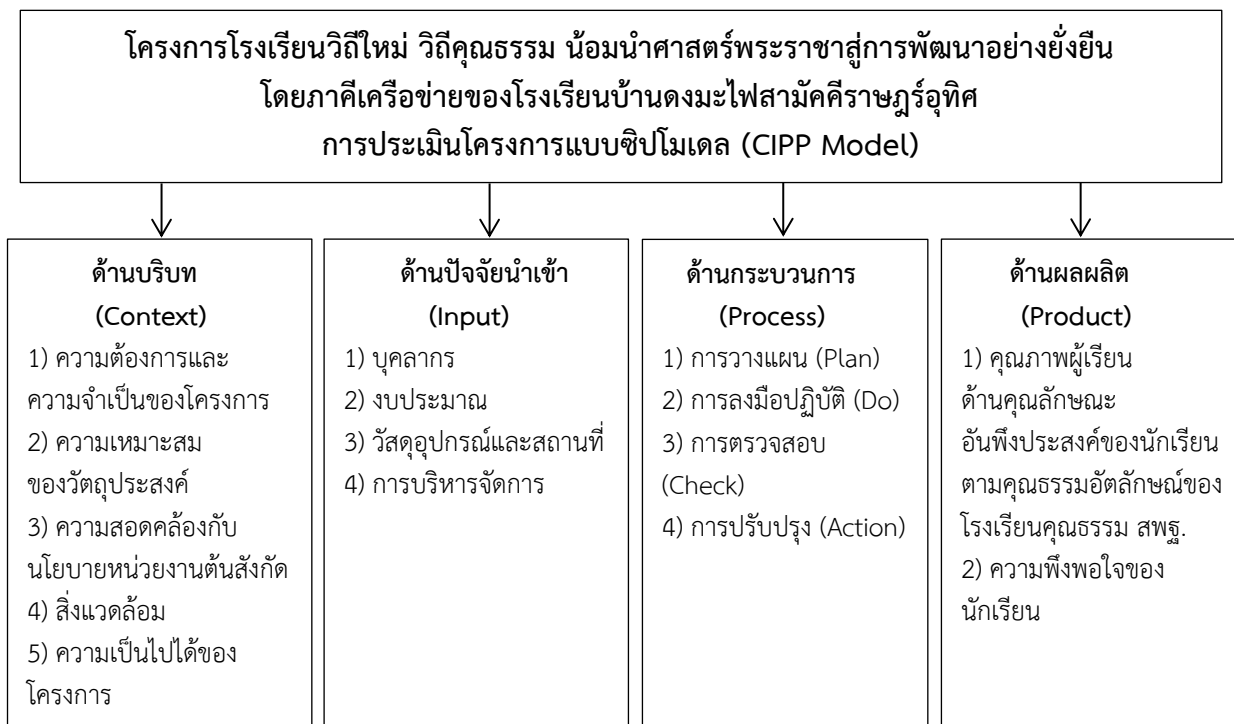 โครงการโรงเรียนวิถีใหม่ วิถีคุณธรรม น้อมนำศาสตร์พระราชาสู่การพัฒนาอย่างยั่งยืน
โดยภาคีเครือข่ายของโรงเรียนบ้านดงมะไฟสามัคคีราษฎร์อุทิศ
การประเมินโครงการแบบซิปโมเดล (CIPP Model)
ด้านบริบท
(Context)
1) ความต้องการและ
ความจำเป็นของโครงการ
2) ความเหมาะสม
ของวัตถุประสงค์
3) ความสอดคล้องกับ
นโยบายหน่วยงานต้นสังกัด
4) สิ่งแวดล้อม
5) ความเป็นไปได้ของ
โครงการ
ด้านปัจจัยนำเข้า
(Input)
1) บุคลากร
2) งบประมาณ
3) วัสดุอุปกรณ์และสถานที่
4) การบริหารจัดการ
ด้านกระบวนการ
(Process)
1) การวางแผน (Plan)
2) การลงมือปฏิบัติ (Do)
3) การตรวจสอบ
(Check)
4) การปรับปรุง (Action)
ด้านผลผลิต
(Product)
1) คุณภาพผู้เรียน
ด้านคุณลักษณะ
อันพึงประสงค์ของนักเรียน
ตามคุณธรรมอัตลักษณ์ของ
โรงเรียนคุณธรรม สพฐ.
2) ความพึงพอใจของ
นักเรียน